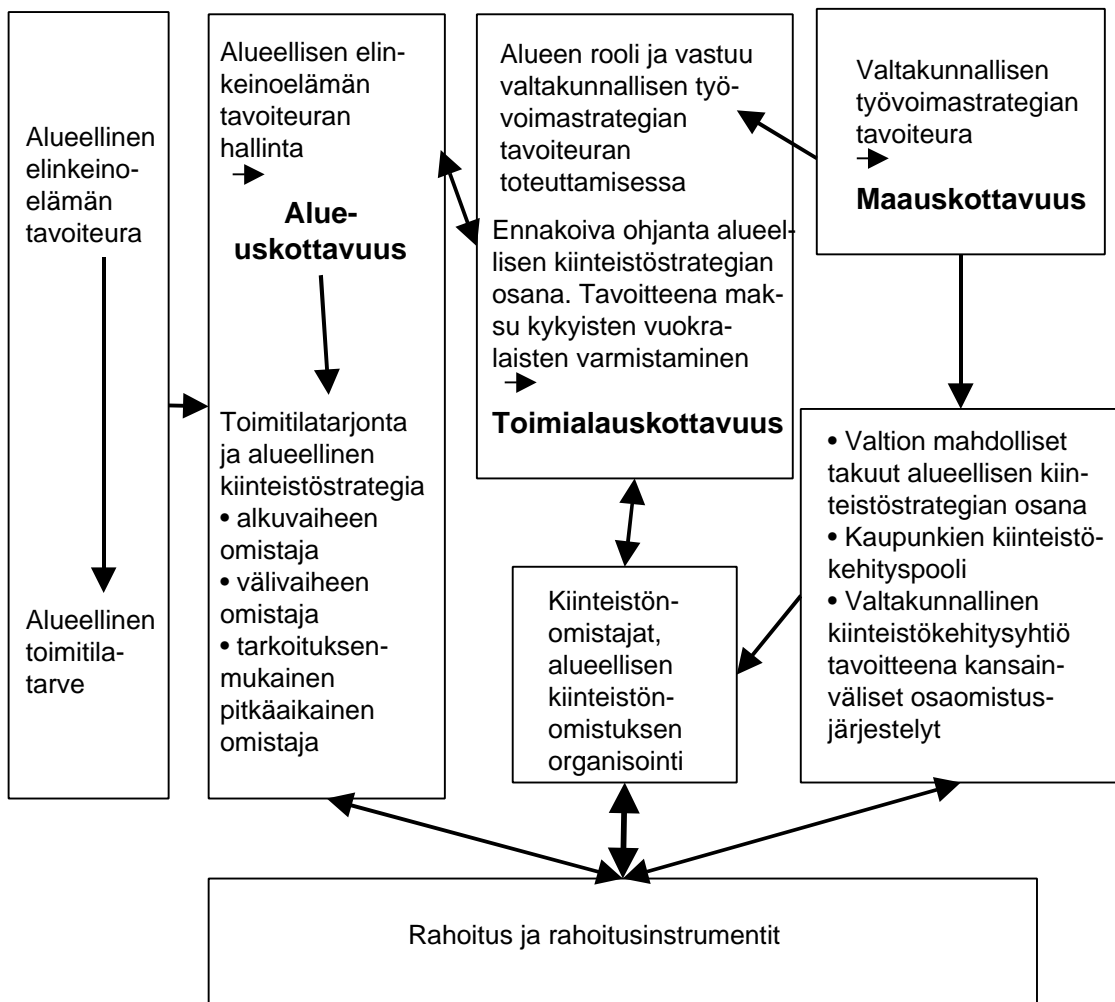 Alueellinen
elinkeino-
elämän
tavoiteura
Alueellinen
toimitila-
tarve
Alueellisen elin-
keinoelämän
tavoiteuran
hallinta
Alue-
uskottavuus
Toimitilatarjonta
ja alueellinen
kiinteistöstrategia
• alkuvaiheen
omistaja
• välivaiheen
omistaja
• tarkoituksen-
mukainen
pitkäaikainen
omistaja
Alueen rooli ja vastuu
valtakunnallisen työ-
voimastrategian
tavoiteuran
toteuttamisessa
Ennakoiva ohjanta alueel-
lisen kiinteistöstrategian
osana. Tavoitteena mak-
su kykyisten vuokra-
laisten varmistaminen
Toimialauskottavuus
Kiinteistön-
omistajat,
alueellisen
kiinteistön-
omistuksen
organisointi
Valtakunnallisen
työvoimastrategian
tavoiteura
Maauskottavuus
• Valtion mahdolliset
takuut alueellisen kiin-
teistöstrategian osana
• Kaupunkien kiinteistö-
kehityspooli
• Valtakunnallinen
kiinteistökehitysyhtiö
tavoitteena kansain-
väliset osaomistus-
järjestelyt
Rahoitus ja rahoitusinstrumentit